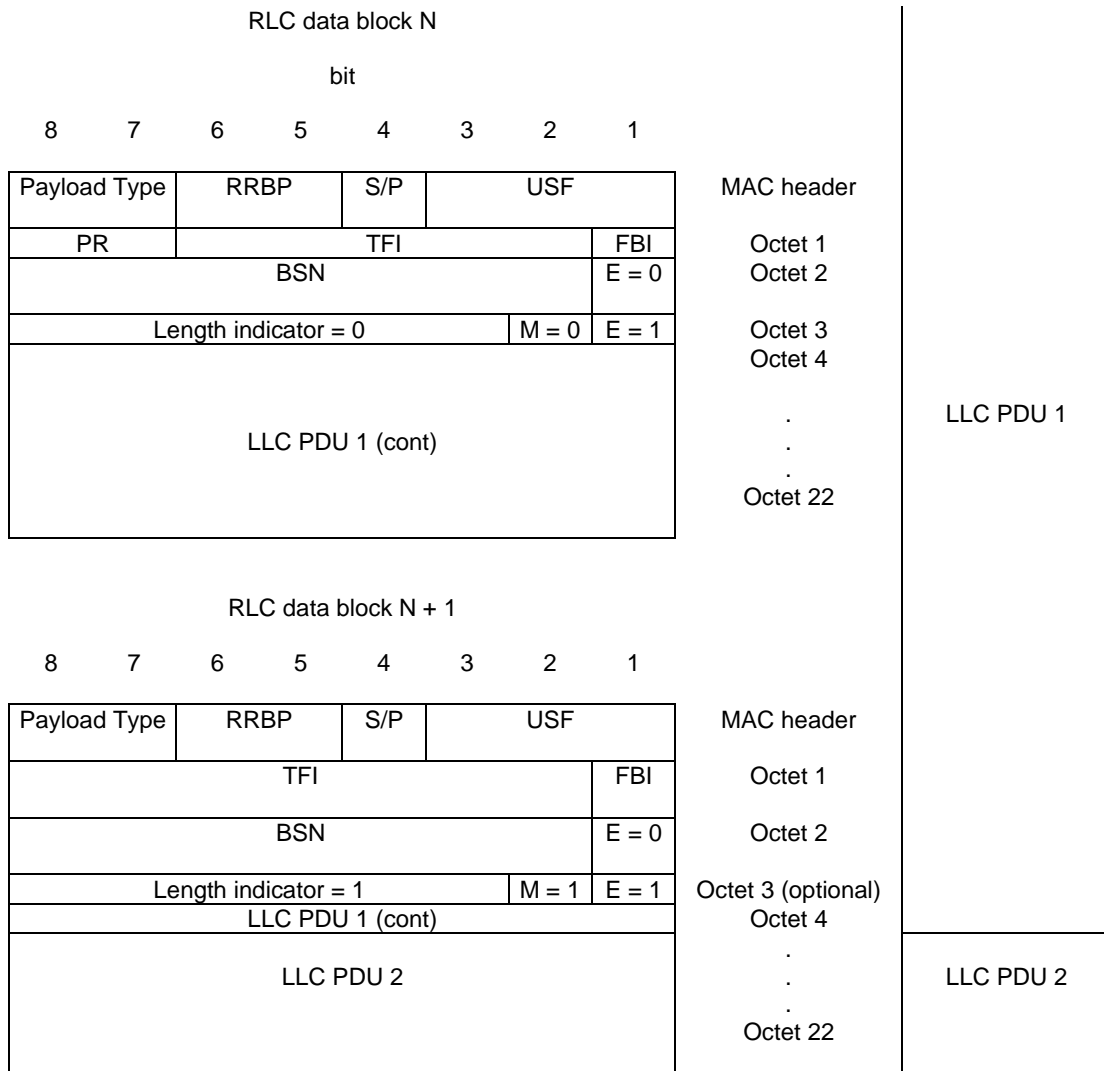 RLC data block N
bit
8 7 6 5 4 3 2 1
Payload Type RRBP S/P USF MAC header
PR TFI FBI Octet 1
BSN E = 0 Octet 2
Length indicator = 0 M = 0 E = 1 Octet 3
Octet 4
.
LLC PDU 1
LLC PDU 1 (cont)
.
.
Octet 22
RLC data block N + 1
8 7 6 5 4 3 2 1
Payload Type RRBP S/P USF MAC header
TFI FBI Octet 1
BSN E = 0 Octet 2
Length indicator = 1 M = 1 E = 1 Octet 3 (optional)
LLC PDU 1 (cont) Octet 4
.
LLC PDU 2 . LLC PDU 2
.
Octet 22